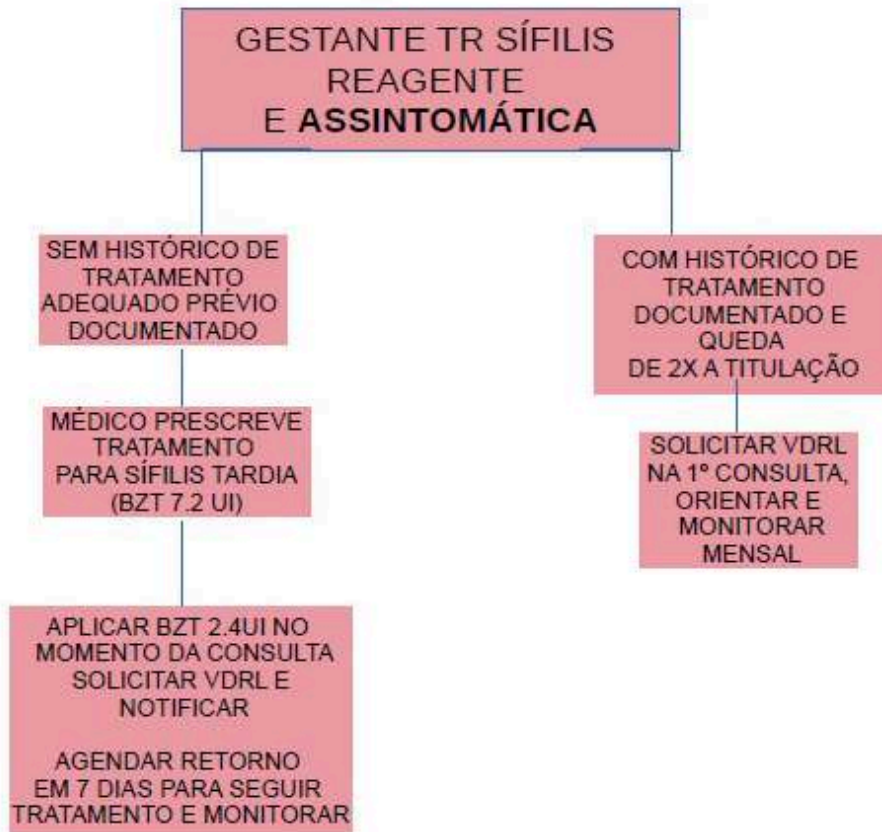 GESTANTE TR SÍFILIS
REAGENTE
E ASSINTOMÁTICA
SEM HISTÓRICO DE
TRATAMENTO
ADEQUADO PRÉVIO
DOCUMENTADO
MÉDICO PRESCREVE
TRATAMENTO
PARA SÍFILIS TARDIA
(BZT 7.2 UI)
APLICAR BZT 2.4UI NO
MOMENTO DA CONSULTA
SOLICITAR VDRL E
NOTIFICAR
AGENDAR RETORNO
EM 7 DIAS PARA SEGUIR
TRATAMENTO E MONITORAR
COM HISTÓRICO DE
TRATAMENTO
DOCUMENTADO E
QUEDA
DE 2X A TITULAÇÃO
SOLICITAR VDRL
NA 1º CONSULTA,
ORIENTAR E
MONITORAR
MENSAL